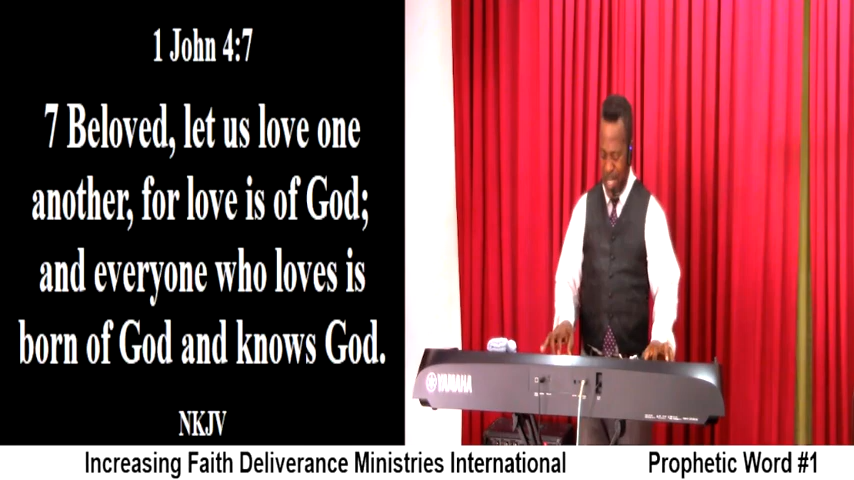 1 John 4:7
7 Beloved, let us love one
another, for love is of God;
and everyone who loves is
born of God and knows God.
NKJV
YAMAHA
Increasing Faith Deliverance Ministries International
Prophetic Word #1